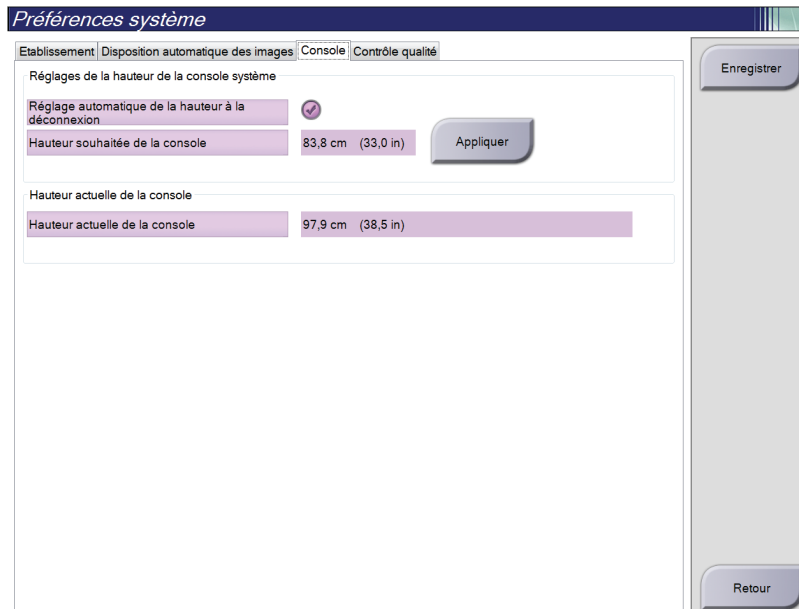 Préférences système
Etablissement Disposition automatique des images Console Contrôle qualité
Enregistrer
Réglages de la hauteur de la console système
Réglage automatique de la hauteur à la
déconnexion
Hauteur souhaitée de la console 83,8 cm (33,0 in) Appliquer
Hauteur actuelle de la console
Hauteur actuelle de la console 97,9 cm (38,5 in)
Retour